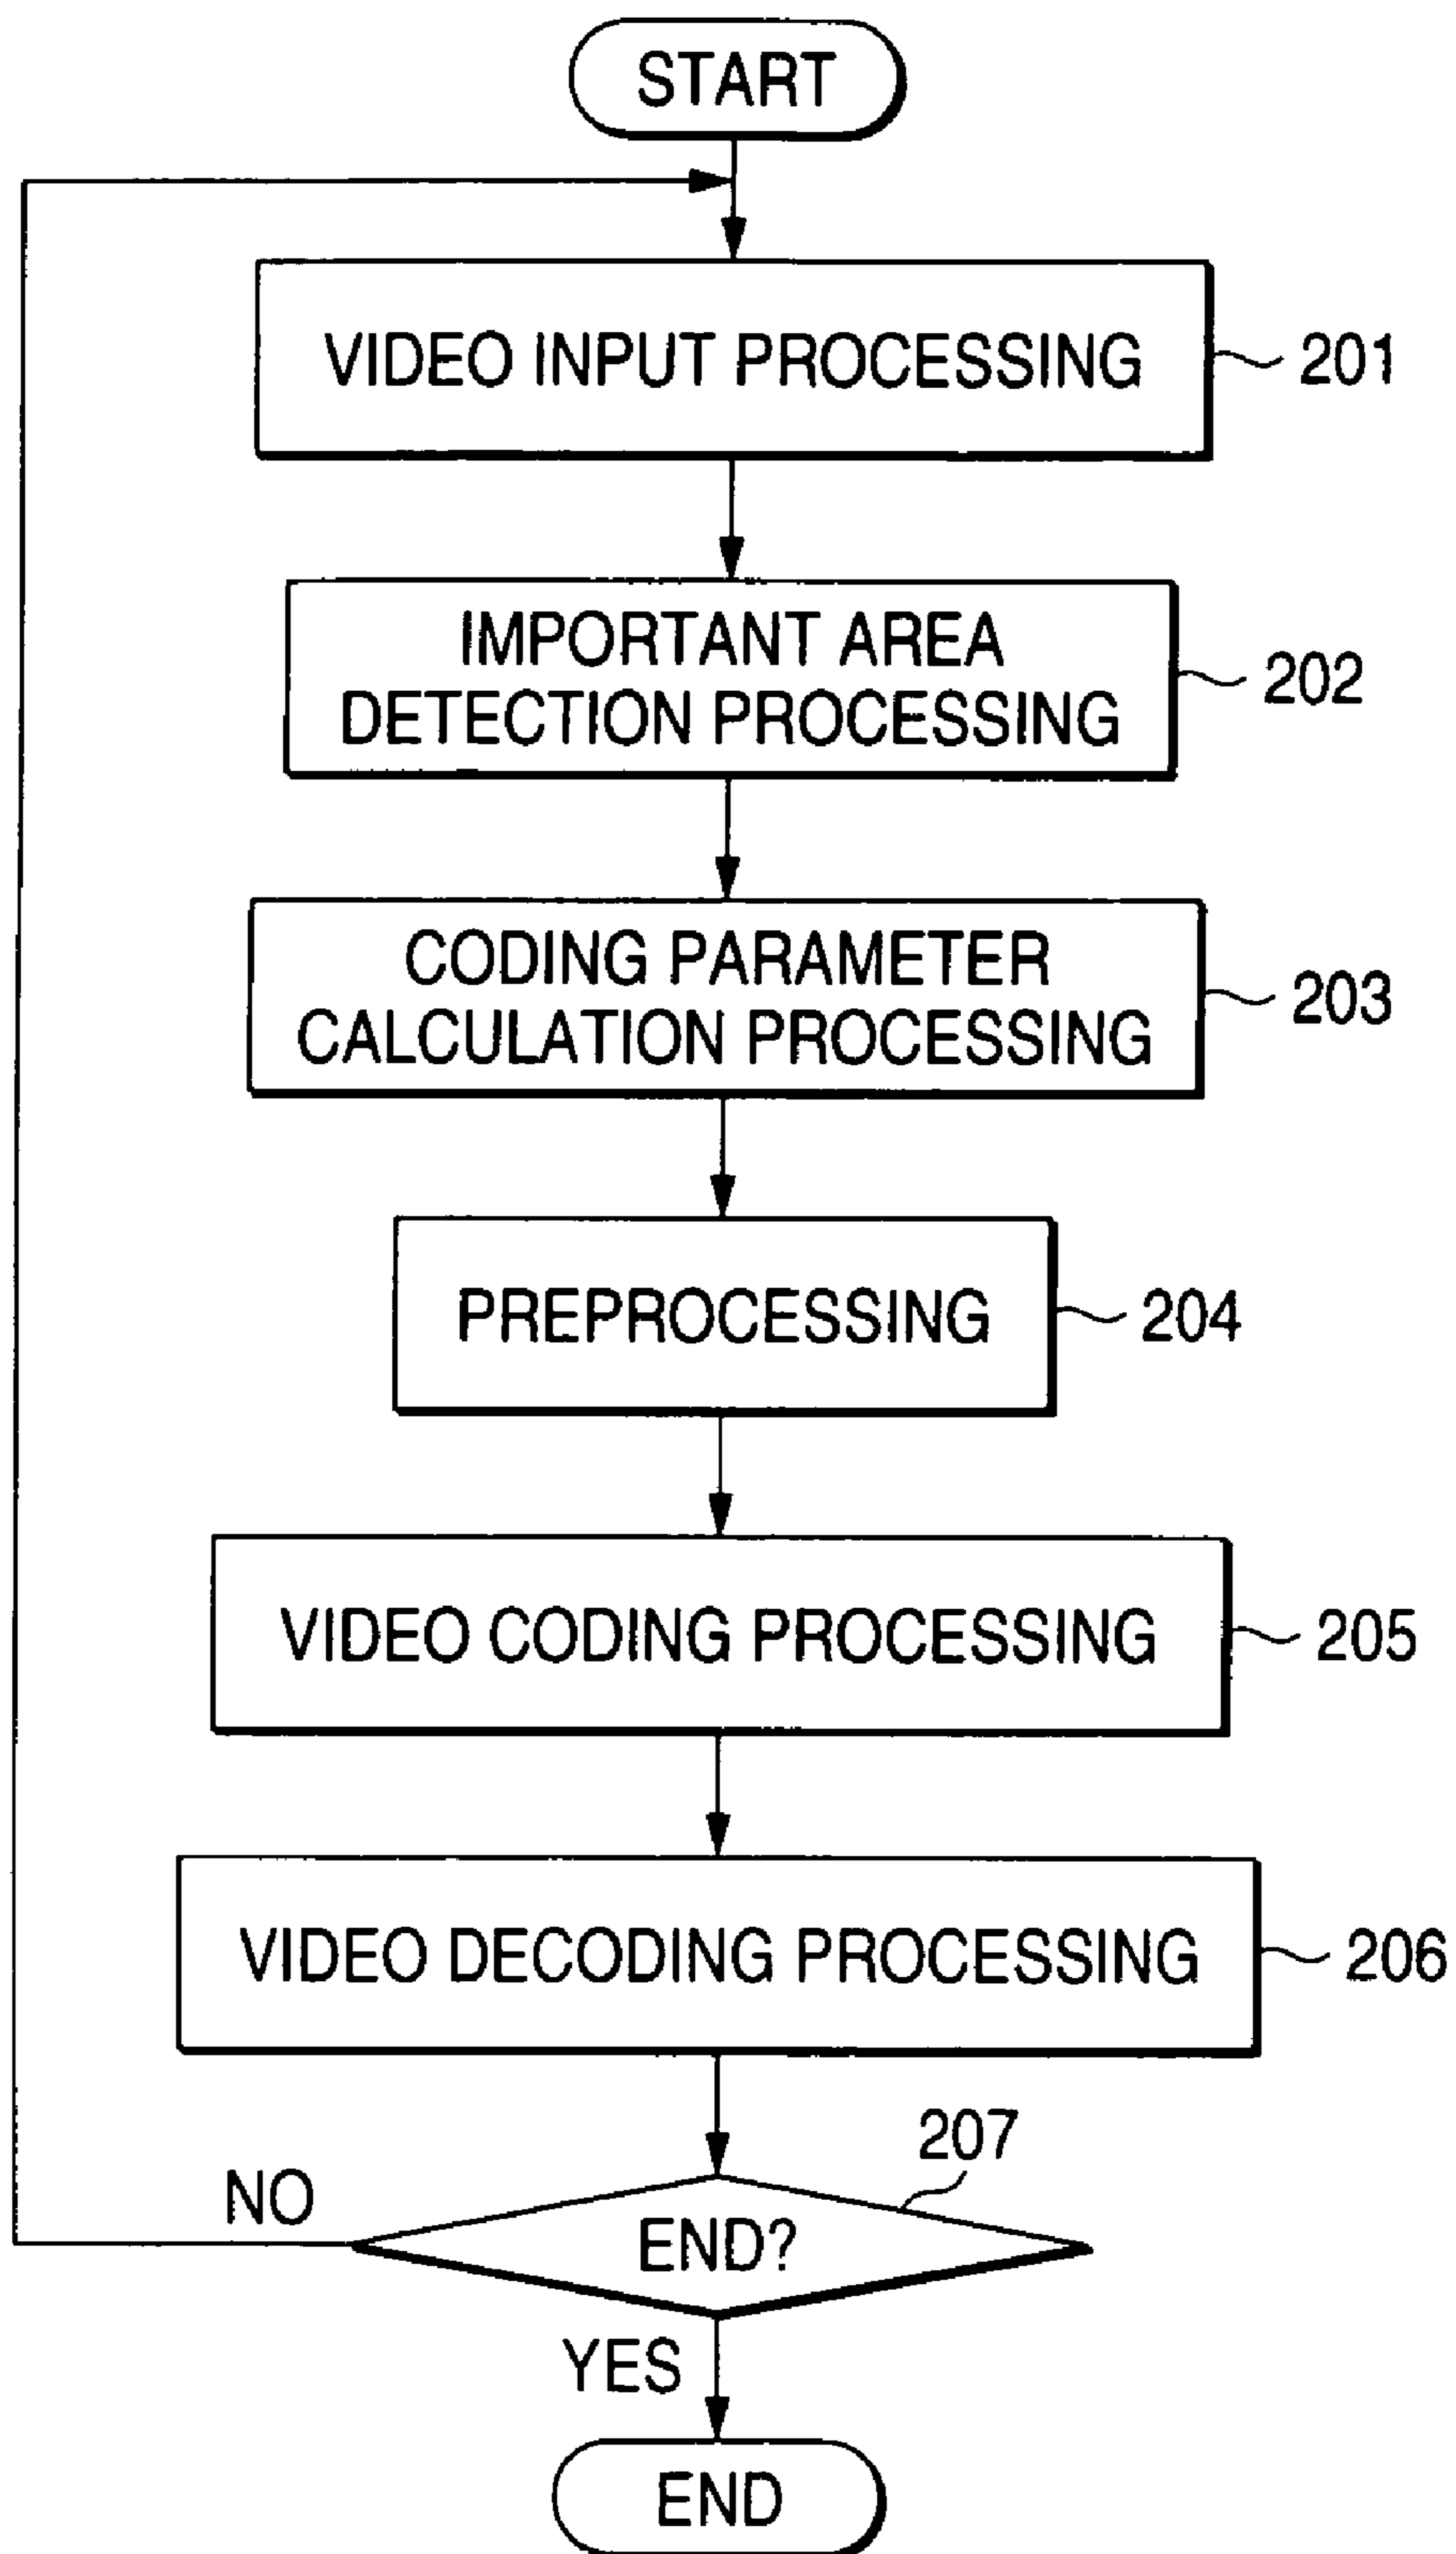 START
VIDEO INPUT PROCESSING
201
IMPORTANT AREA
DETECTION PROCESSING
202
CODING PARAMETER
CALCULATION PROCESSING
203
PREPROCESSING
204
VIDEO CODING PROCESSING
205
VIDEO DECODING PROCESSING
206
207
NO
END?
YES
END